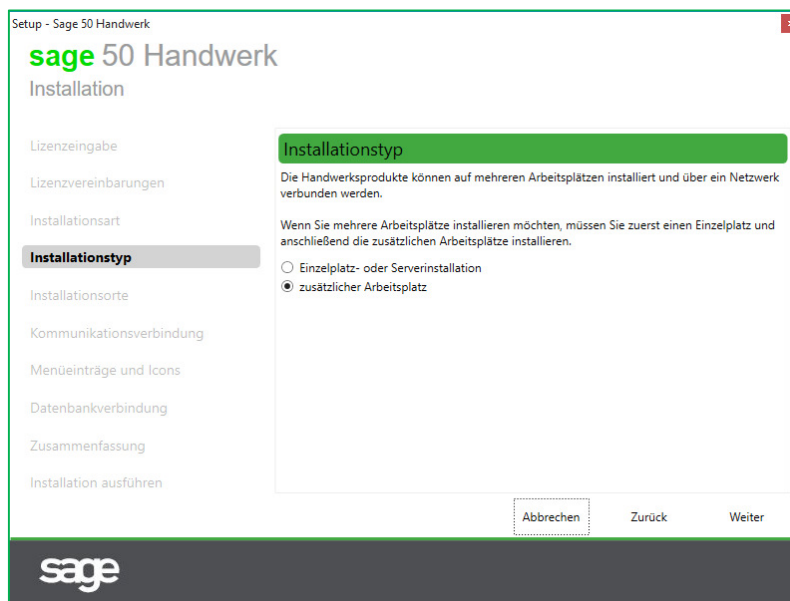 Setup - Sage 50 Handwerk
sage 50 Handwerk
Installation
Lizenzeingabe
Lizenzvereinbarungen
Installationsart
Installationstyp
Installationsorte
Kommunikationsverbindung
Menüeinträge und Icons
Datenbankverbindung
Zusammenfassung
Installation ausführen
Installationstyp
Die Handwerksprodukte können auf mehreren Arbeitsplätzen installiert und über ein Netzwerk
verbunden werden.
Wenn Sie mehrere Arbeitsplätze installieren möchten, müssen Sie zuerst einen Einzelplatz und
anschließend die zusätzlichen Arbeitsplätze installieren.
Einzelplatz- oder Serverinstallation
zusätzlicher Arbeitsplatz
Abbrechen Zurück Weiter
sage